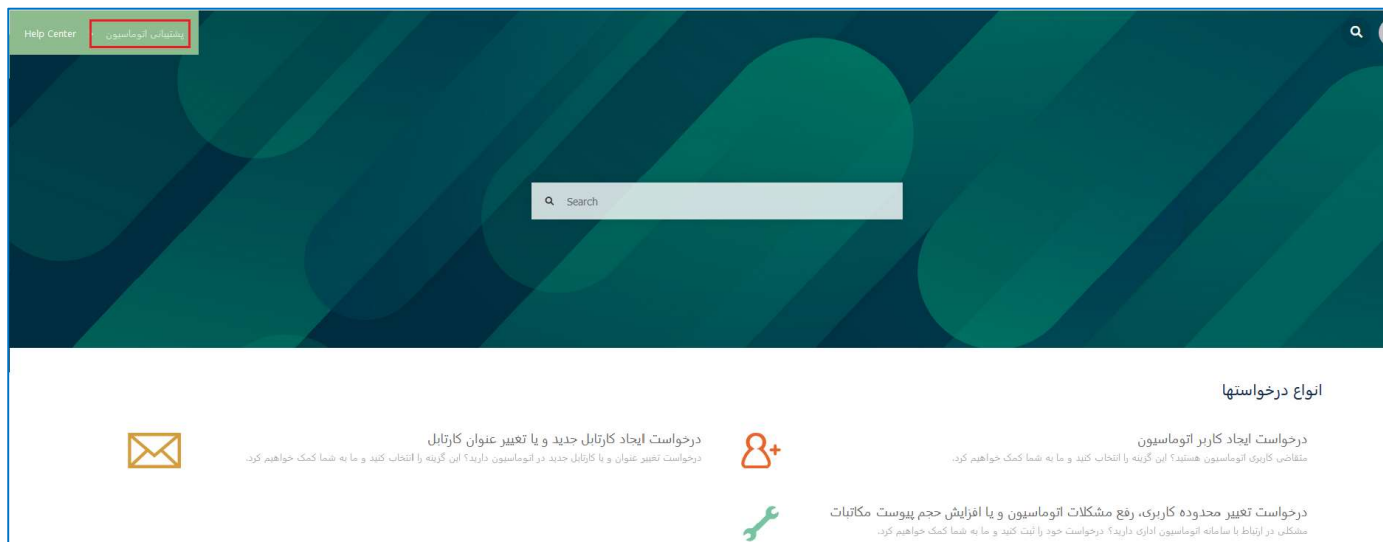 Help Center
پشتیبانی اتوماسیون
Search
انواع درخواستها
درخواست ایجاد کاربر اتوماسیون
متقاضی کاربری اتوماسیون هستید؟ این گزینه را انتخاب کنید و ما به شما کمک خواهیم کرد.
درخواست ایجاد کارتابل جدید و یا تغییر عنوان کارتابل
درخواست تغییر عنوان و یا کارتابل جدید در اتوماسیون دارید؟ این گزینه را انتخاب کنید و ما به شما کمک خواهیم کرد.
درخواست تغییر محدوده کاربری، رفع مشکلات اتوماسیون و یا افزایش حجم پیوست مکاتبات
مشکلی در ارتباط با سامانه اتوماسیون اداری دارید؟ درخواست خود را ثبت کنید و ما به شما کمک خواهیم کرد.